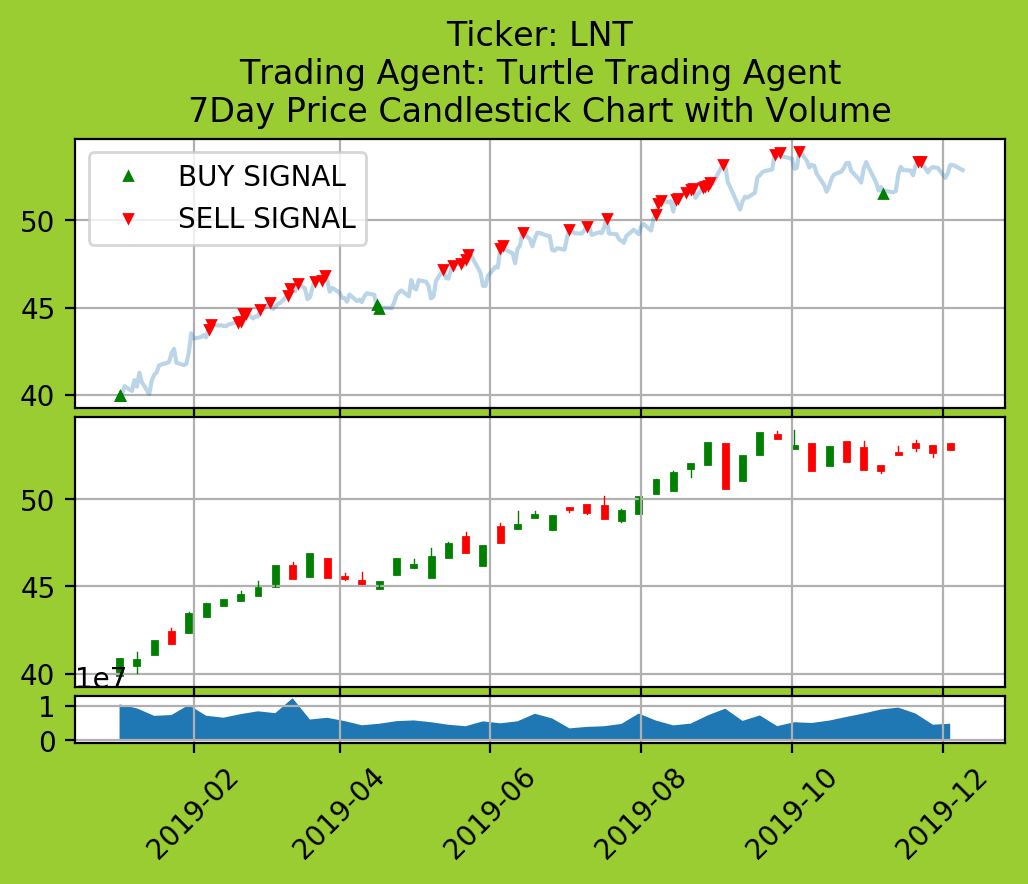 Ticker: LNT
Trading Agent: Turtle Trading Agent
7Day Price Candlestick Chart with Volume
BUY SIGNAL
SELL SIGNAL
50
45
40
50
45
40
1e7
1
0
2019-02
2019-04
2019-06
2019-08
2019-10
2019-12